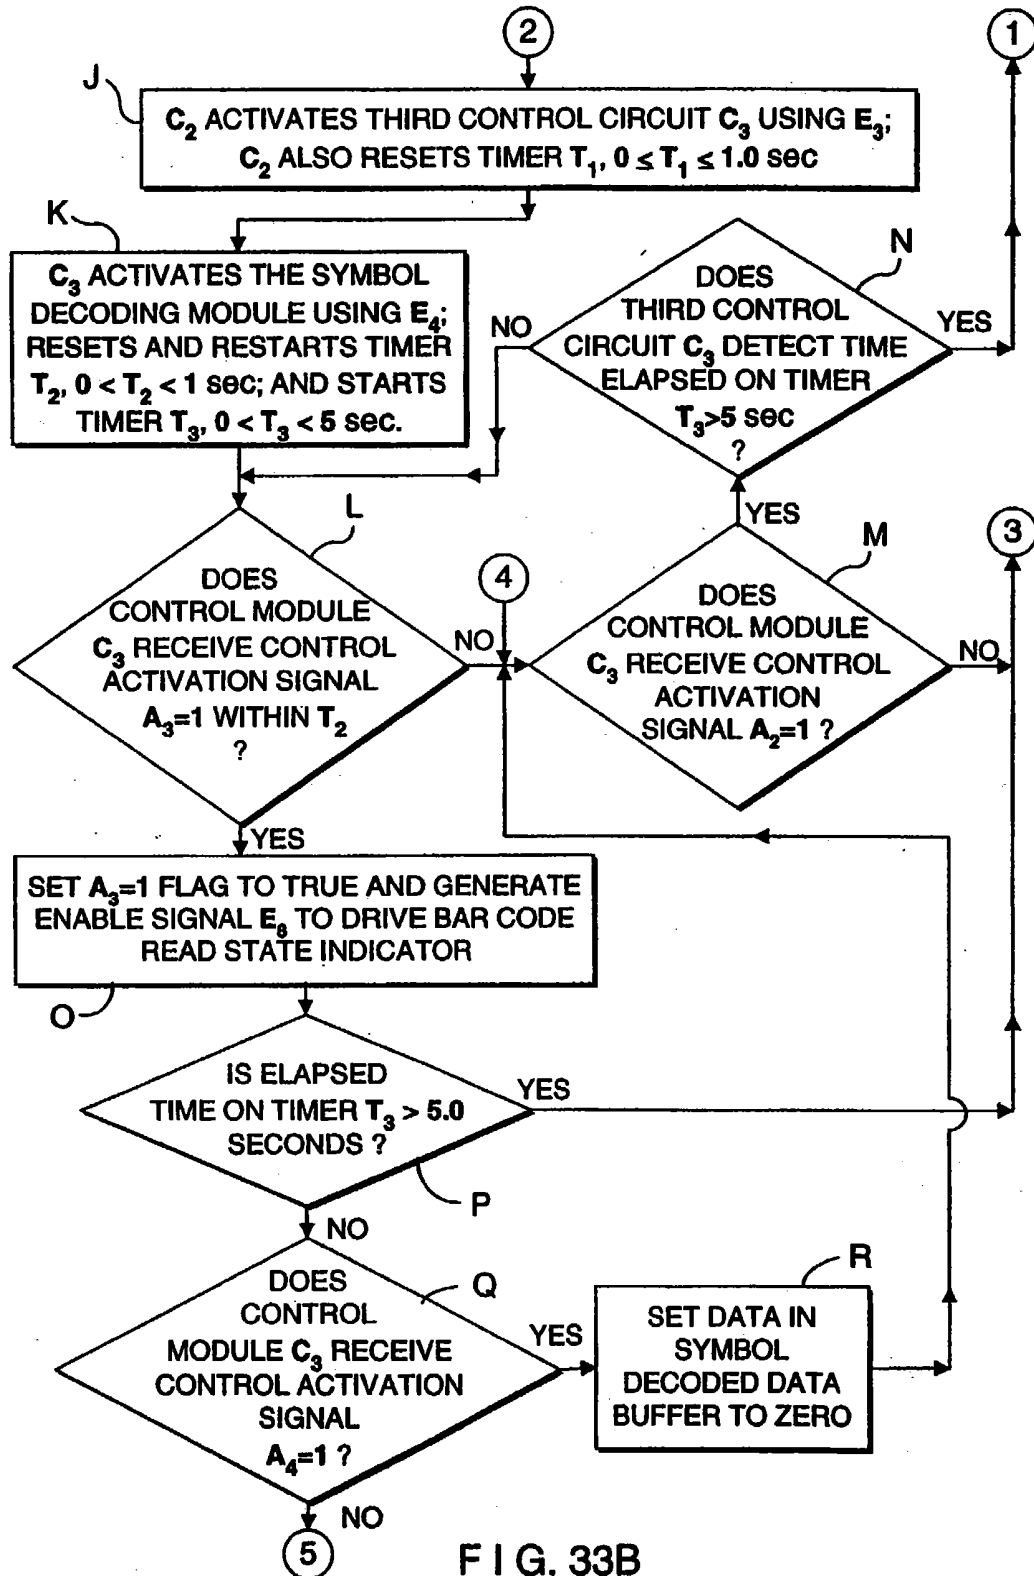 2
1
J
C₂ ACTIVATES THIRD CONTROL CIRCUIT C₃ USING E₃;
C₂ ALSO RESETS TIMER T₁, 0 ≤ T₁ ≤ 1.0 sec
K
C₃ ACTIVATES THE SYMBOL
DECODING MODULE USING E₄;
RESETS AND RESTARTS TIMER
T₂, 0 < T₂ < 1 sec; AND STARTS
TIMER T₃, 0 < T₃ < 5 sec.
N
DOES
THIRD CONTROL
CIRCUIT C₃ DETECT TIME
ELAPSED ON TIMER
T₃>5 sec
?
NO
YES
L
DOES
CONTROL MODULE
C₃ RECEIVE CONTROL
ACTIVATION SIGNAL
A₃=1 WITHIN T₂
?
NO
YES
4
M
YES
DOES
CONTROL MODULE
C₃ RECEIVE CONTROL
ACTIVATION
SIGNAL A₂=1 ?
NO
3
SET A₃=1 FLAG TO TRUE AND GENERATE
ENABLE SIGNAL E₈ TO DRIVE BAR CODE
READ STATE INDICATOR
O
IS ELAPSED
TIME ON TIMER T₃ > 5.0
SECONDS ?
YES
P
NO
DOES
CONTROL
MODULE C₃ RECEIVE
CONTROL ACTIVATION
SIGNAL
A₄=1 ?
Q
YES
R
SET DATA IN
SYMBOL
DECODED DATA
BUFFER TO ZERO
NO
5
FIG. 33B